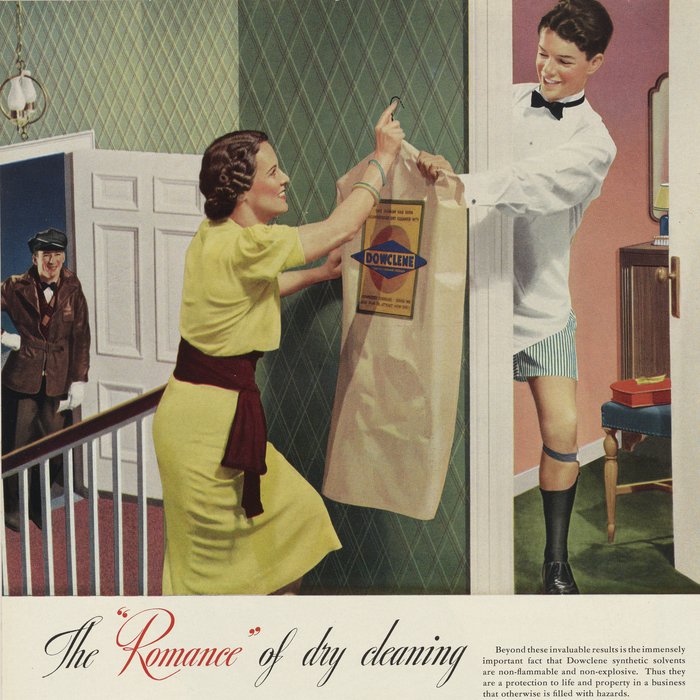 DOWCLENE
The "Romance" of dry cleaning
Beyond these invaluable results is the immensely
important fact that Dowclene synthetic solvents
are non-flammable and non-explosive. Thus they
are a protection to life and property in a business
that otherwise is filled with hazards.